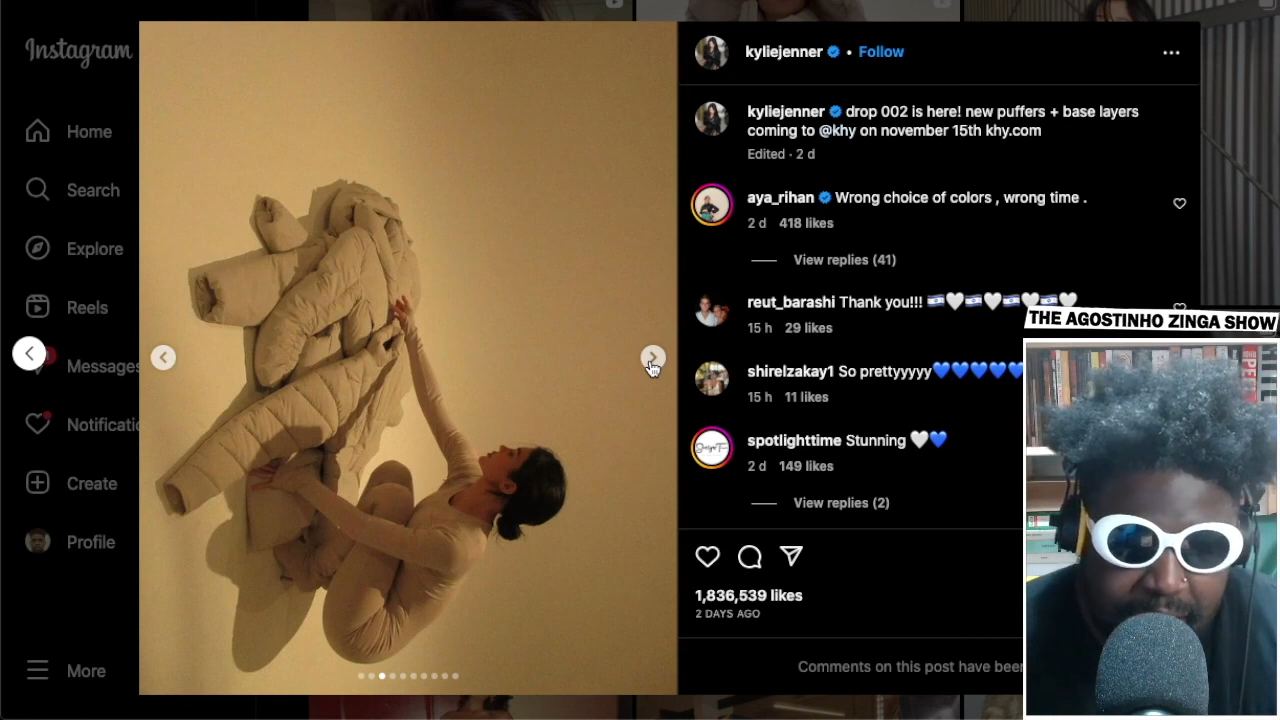 Instagram
Home
Search
Explore
Reels
Messages
Notificatio
Create
Profile
More
kyliejenner • Follow
kyliejenner drop 002 is here! new puffers + base layers
coming to @khy on november 15th khy.com
Edited · 2 d
aya_rihan Wrong choice of colors , wrong time .
2 d 418 likes
View replies (41)
reut_barashi Thank you!!! 🇮🇱🤍🇮🇱🤍🇮🇱🤍🇮🇱🤍
15 h 29 likes
shirelzakay1 So prettyyyyy💙💙💙💙💙
15 h 11 likes
spotlighttime Stunning 🤍💙
2 d 149 likes
View replies (2)
1,836,539 likes
2 DAYS AGO
Comments on this post have been
THE AGOSTINHO ZINGA SHOW